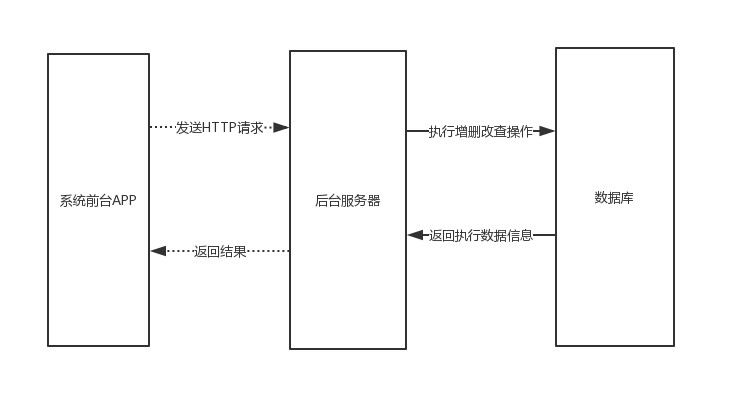 发送HTTP请求
执行增删改查操作
系统前台APP
后台服务器
数据库
返回结果
返回执行数据信息